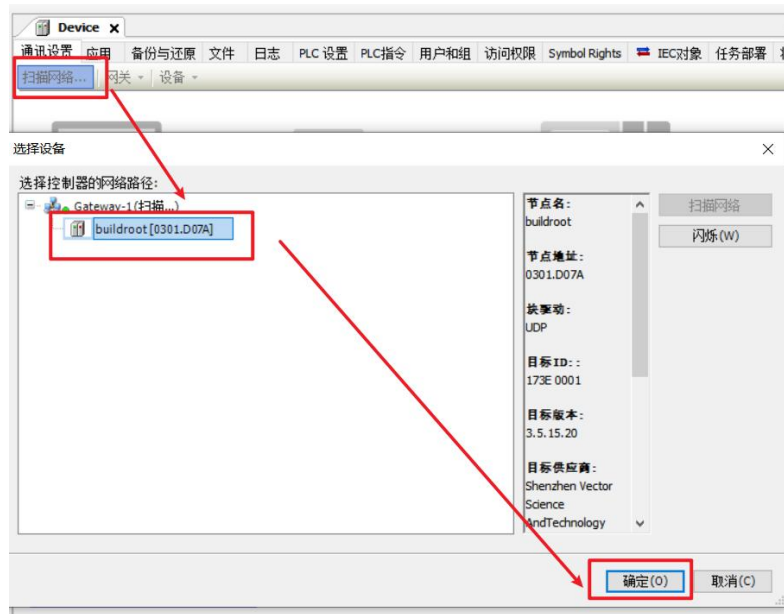 Device
通讯设置 应用 备份与还原 文件 日志 PLC 设置 PLC指令 用户和组 访问权限 Symbol Rights IEC对象 任务部署
扫描网络... 网关 设备
选择设备
选择控制器的网络路径:
Gateway-1(扫描...)
buildroot [0301.D07A]
节点名:
buildroot
节点地址:
0301.D07A
块驱动:
UDP
目标ID::
173E 0001
目标版本:
3.5.15.20
目标供应商:
Shenzhen Vector
Science
AndTechnology
扫描网络
闪烁(W)
确定(O) 取消(C)